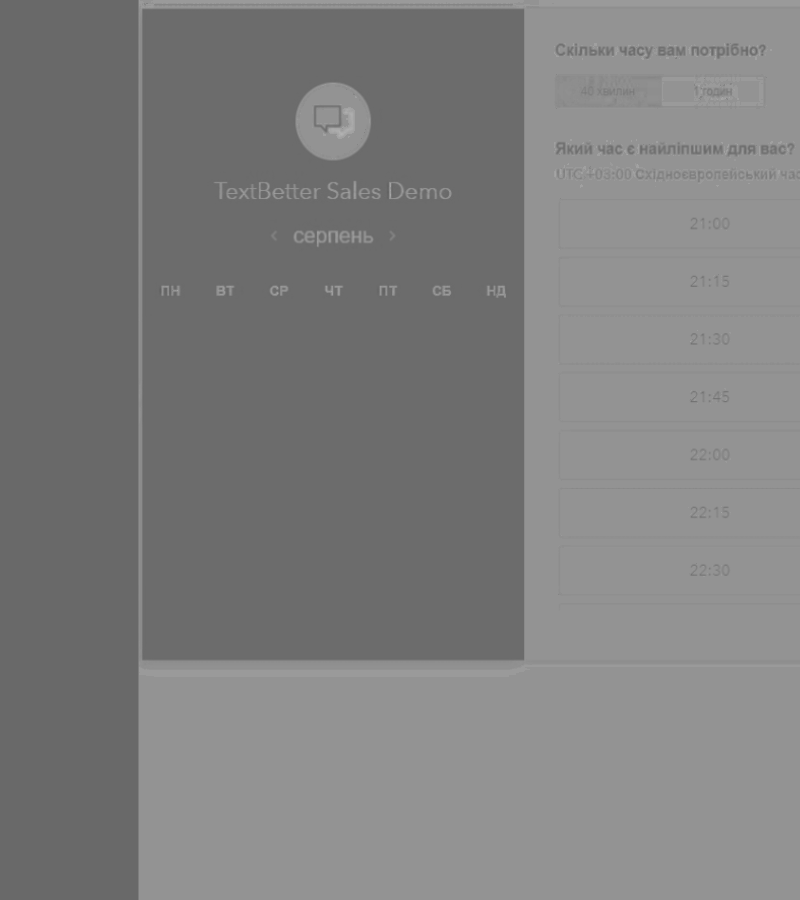 TextBetter Sales Demo
серпень
ПН ВТ СР ЧТ ПТ СБ НД
Скільки часу вам потрібно?
40 хвилин 1 годин
Який час є найліпшим для вас?
UTC +03:00 Східноєвропейський час
21:00
21:15
21:30
21:45
22:00
22:15
22:30